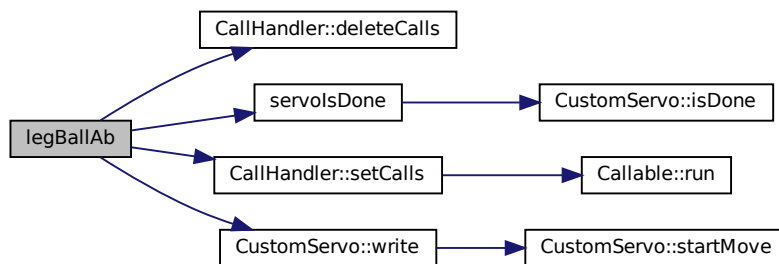 CallHandler::deleteCalls
servoIsDone
CustomServo::isDone
legBallAb
CallHandler::setCalls
Callable::run
CustomServo::write
CustomServo::startMove